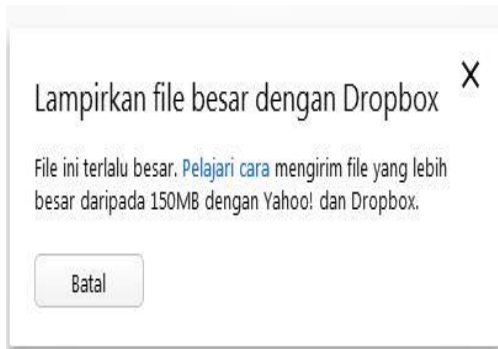 Lampirkan file besar dengan Dropbox
X
File ini terlalu besar. Pelajari cara mengirim file yang lebih
besar daripada 150MB dengan Yahoo! dan Dropbox.
Batal